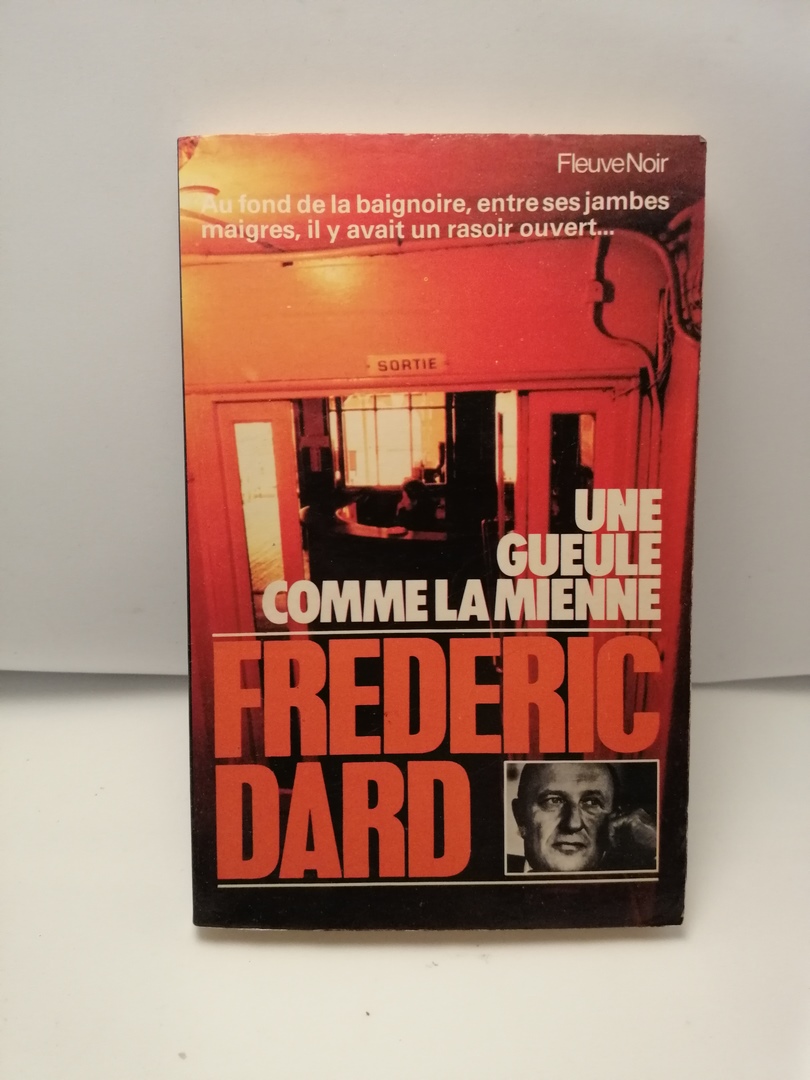 FleuveNoir
Au fond de la baignoire, entre ses jambes
maigres, il y avait un rasoir ouvert...
SORTIE
UNE
GUEULE
COMME LA MIENNE
FREDERIC
DARD